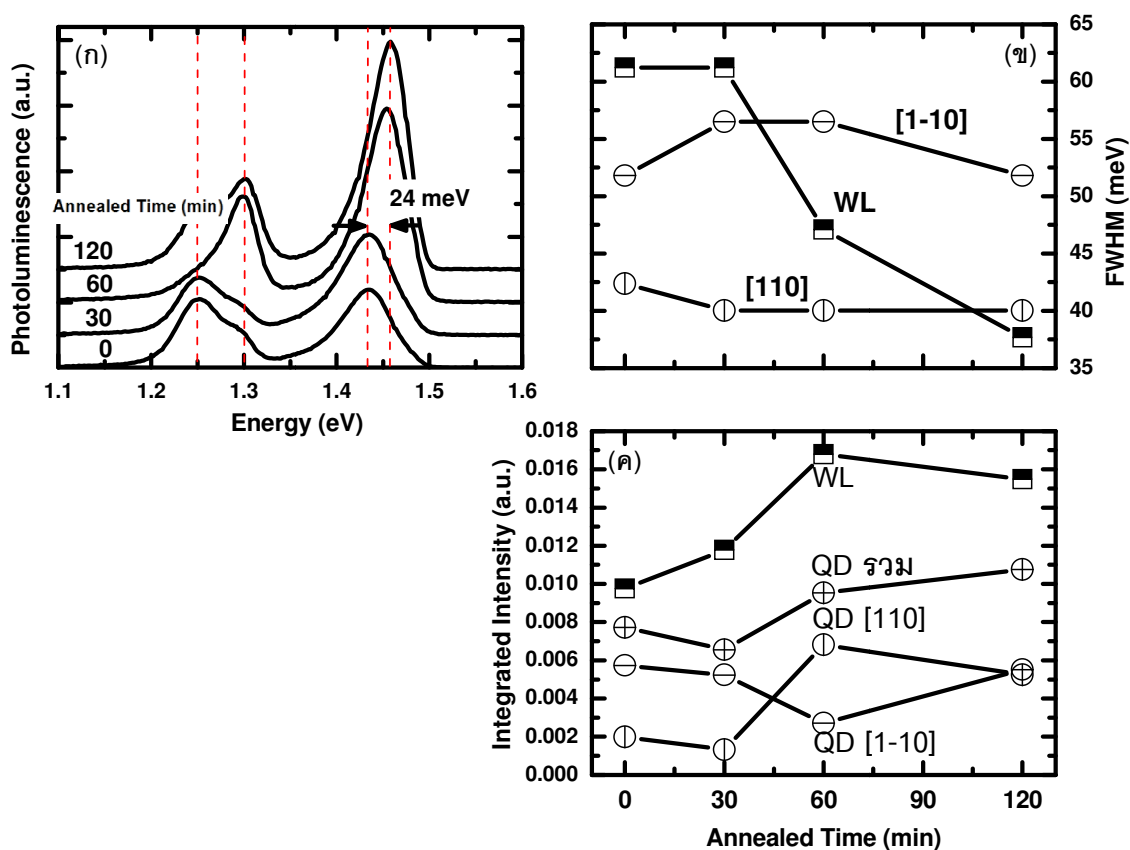 (ก)
Photoluminescence (a.u.)
Annealed Time (min)
120
60
30
0
24 meV
1.1 1.2 1.3 1.4 1.5 1.6
Energy (eV)
(ข)
65
60
55
50
45
40
35
FWHM (meV)
[1-10]
WL
[110]
(ค)
0.018
0.016
0.014
0.012
0.010
0.008
0.006
0.004
0.002
0.000
Integrated Intensity (a.u.)
WL
QD รวม
QD [110]
QD [1-10]
0 30 60 90 120
Annealed Time (min)